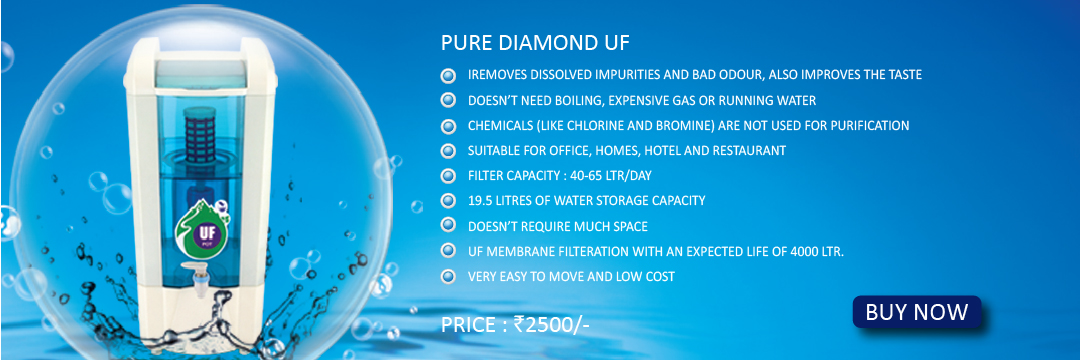 PURE DIAMOND UF
IREMOVES DISSOLVED IMPURITIES AND BAD ODOUR, ALSO IMPROVES THE TASTE
DOESN'T NEED BOILING, EXPENSIVE GAS OR RUNNING WATER
CHEMICALS (LIKE CHLORINE AND BROMINE) ARE NOT USED FOR PURIFICATION
SUITABLE FOR OFFICE, HOMES, HOTEL AND RESTAURANT
FILTER CAPACITY : 40-65 LTR/DAY
19.5 LITRES OF WATER STORAGE CAPACITY
DOESN'T REQUIRE MUCH SPACE
UF MEMBRANE FILTERATION WITH AN EXPECTED LIFE OF 4000 LTR.
VERY EASY TO MOVE AND LOW COST
PRICE : ₹2500/-
BUY NOW
UF
POT